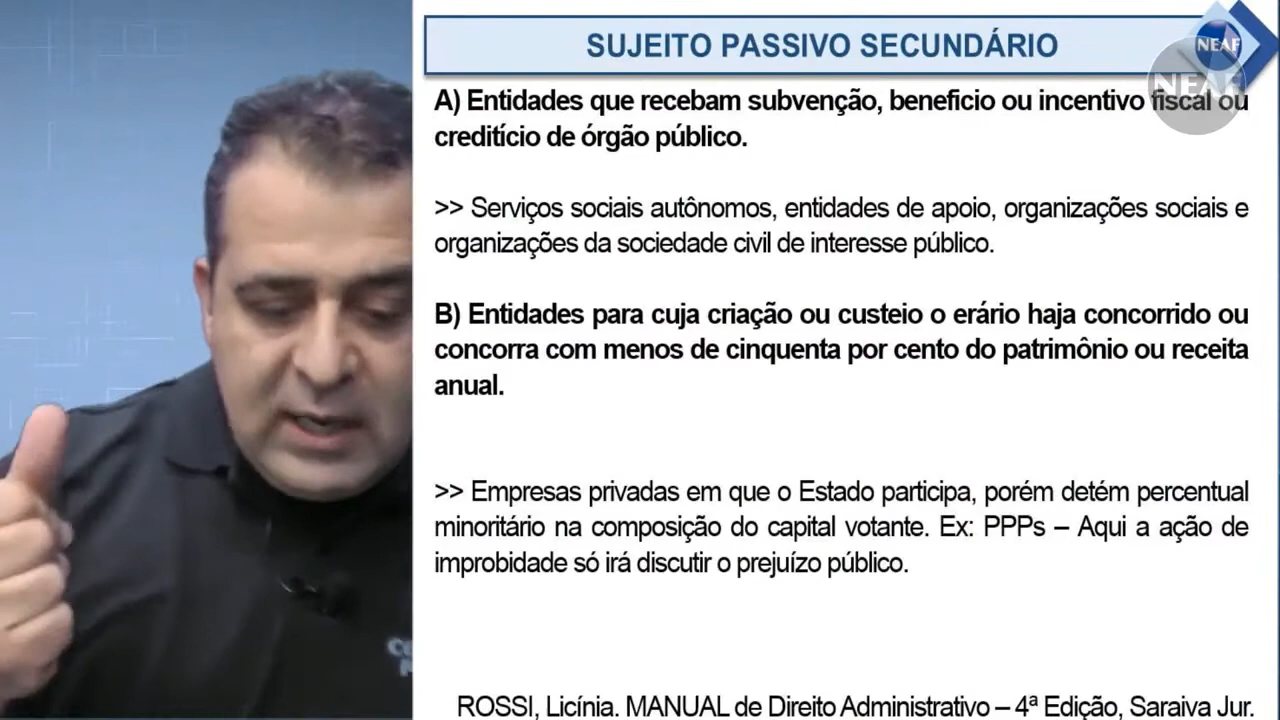 SUJEITO PASSIVO SECUNDÁRIO
NEAF
NEAF
A) Entidades que recebam subvenção, beneficio ou incentivo fiscal ou
creditício de órgão público.
>> Serviços sociais autônomos, entidades de apoio, organizações sociais e
organizações da sociedade civil de interesse público.
B) Entidades para cuja criação ou custeio o erário haja concorrido ou
concorra com menos de cinquenta por cento do patrimônio ou receita
anual.
>> Empresas privadas em que o Estado participa, porém detém percentual
minoritário na composição do capital votante. Ex: PPPs – Aqui a ação de
improbidade só irá discutir o prejuízo público.
ROSSI, Licínia. MANUAL de Direito Administrativo – 4ª Edição, Saraiva Jur.